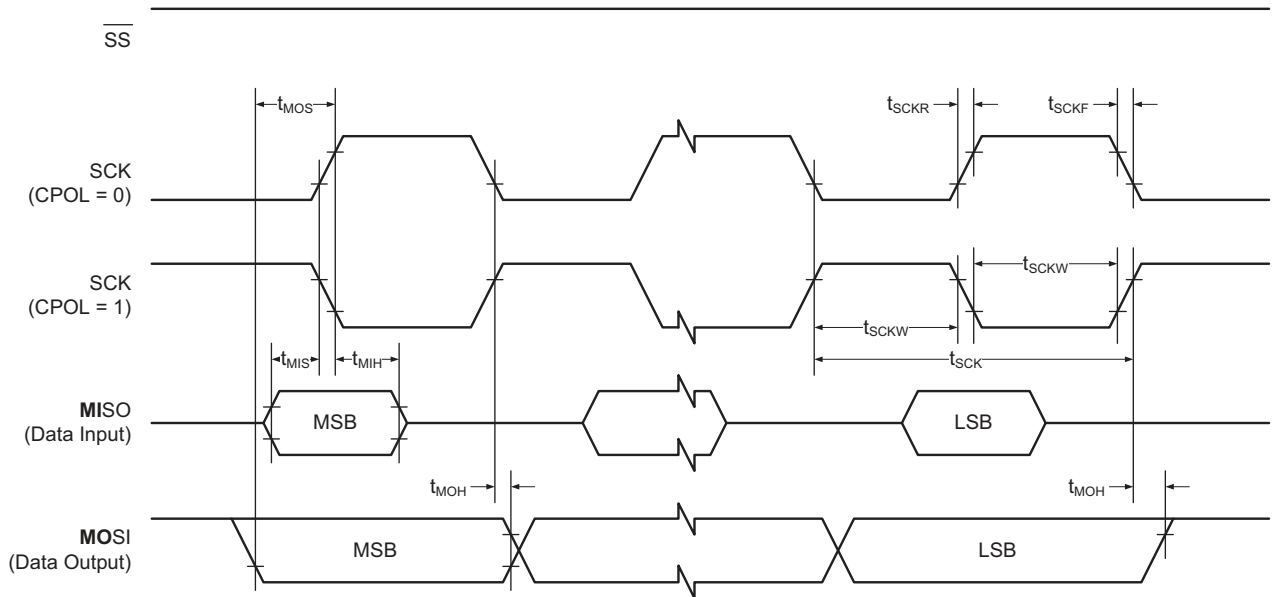 SS
tMOS
tSCKR
tSCKF
SCK
(CPOL = 0)
SCK
(CPOL = 1)
tSCKW
tSCKW
tSCK
tMIS
tMIH
MISO
(Data Input)
MSB
LSB
tMOH
tMOH
MOSI
(Data Output)
MSB
LSB